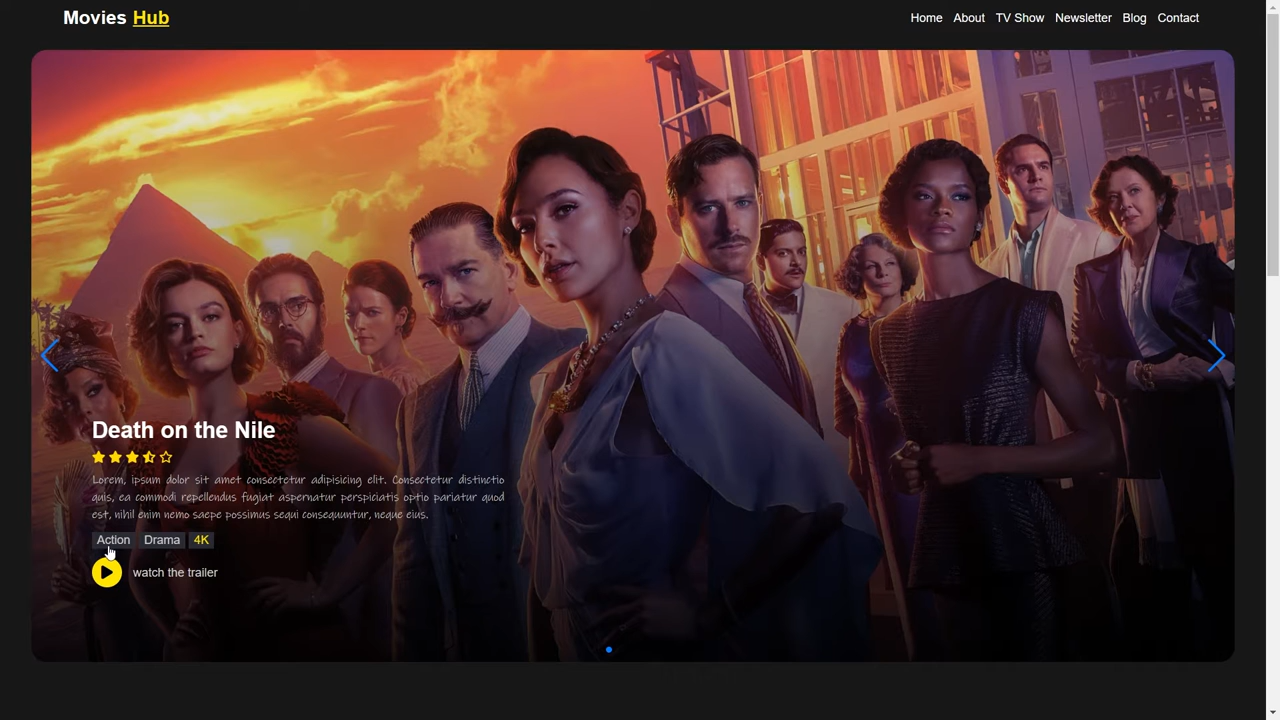 Movies Hub
Home About TV Show Newsletter Blog Contact
Death on the Nile
Lorem, ipsum dolor sit amet consectetur adipisicing elit. Consectetur distinctio
quis, ea commodi repellendus fugiat aspernatur perspiciatis optio pariatur quod
est, nihil enim nemo saepe possimus sequi consequuntur, neque eius.
Action Drama 4K
watch the trailer